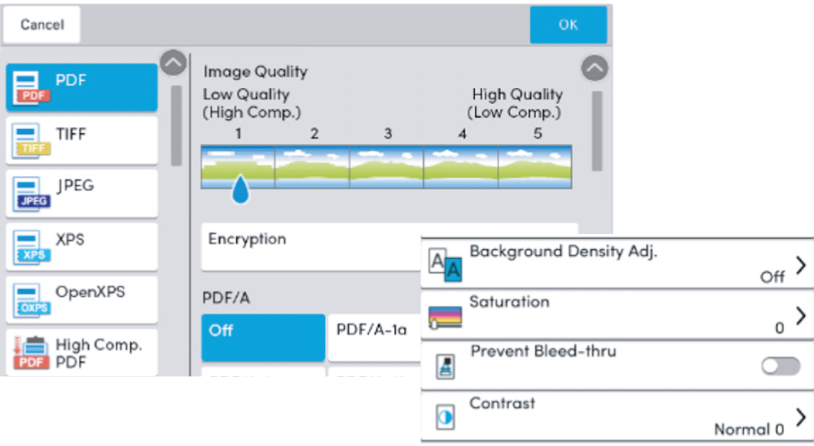 Cancel
OK
PDF
PDF
TIFF
TIFF
JPEG
JPEG
XPS
XPS
OpenXPS
OXPS
High Comp.
PDF
PDF
Image Quality
Low Quality
(High Comp.)
High Quality
(Low Comp.)
1 2 3 4 5
Encryption
PDF/A
Off
PDF/A-1a
Background Density Adj.
A A
Off
Saturation
0
Prevent Bleed-thru
Contrast
Normal 0